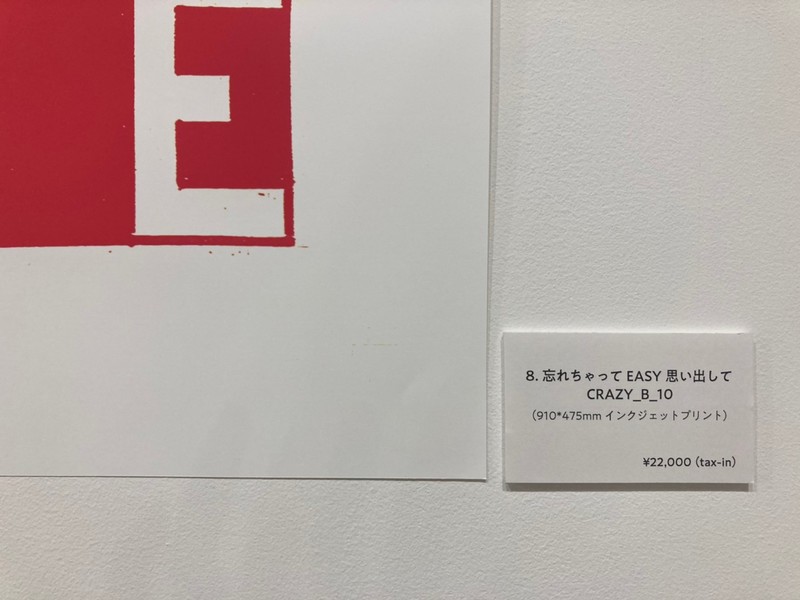 E
8. 忘れちゃって EASY 思い出して
CRAZY_B_10
（910*475mm インクジェットプリント）
¥22,000 (tax-in)